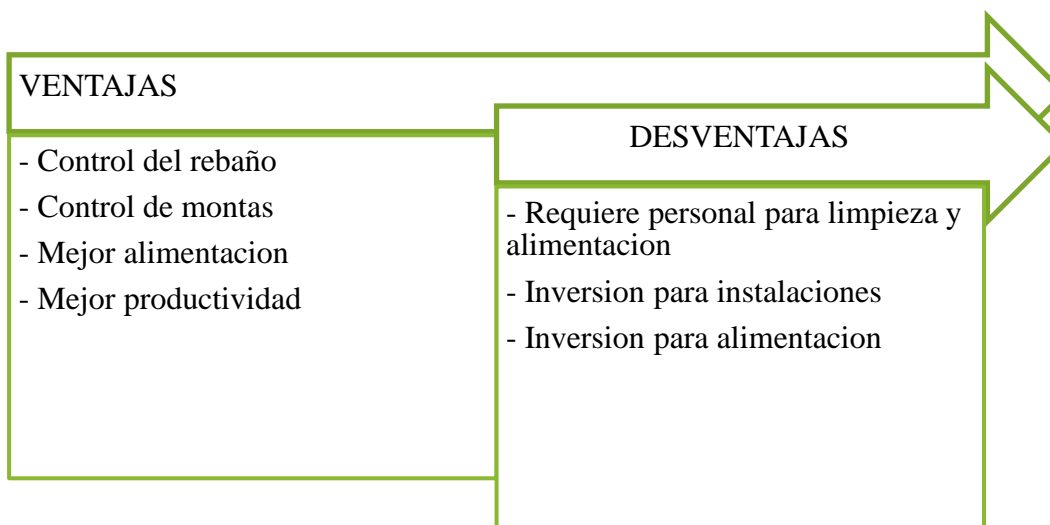 VENTAJAS
- Control del rebaño
- Control de montas
- Mejor alimentacion
- Mejor productividad
DESVENTAJAS
- Requiere personal para limpieza y
alimentacion
- Inversion para instalaciones
- Inversion para alimentacion